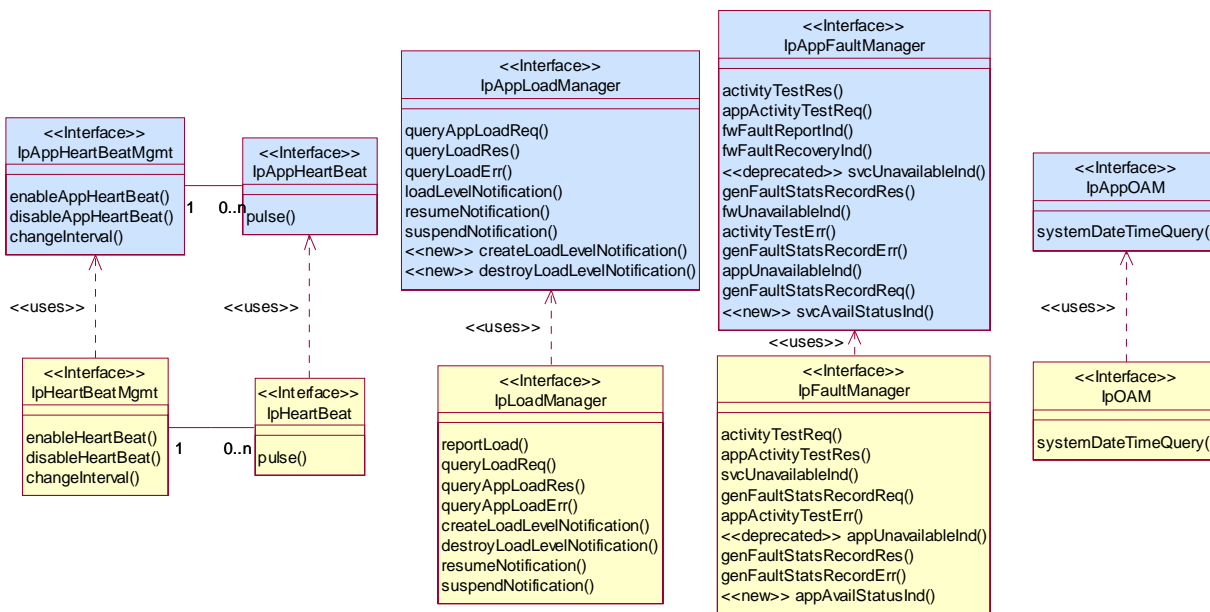 <<Interface>>
IpAppHeartBeatMgmt
enableAppHeartBeat()
disableAppHeartBeat()
changeInterval()
1
0..n
<<Interface>>
IpAppHeartBeat
pulse()
<<Interface>>
IpAppLoadManager
queryAppLoadReq()
queryLoadRes()
queryLoadErr()
loadLevelNotification()
resumeNotification()
suspendNotification()
<<new>> createLoadLevelNotification()
<<new>> destroyLoadLevelNotification()
<<Interface>>
IpAppFaultManager
activityTestRes()
appActivityTestReq()
fwFaultReportInd()
fwFaultRecoveryInd()
<<deprecated>> svcUnavailableInd()
genFaultStatsRecordRes()
fwUnavailableInd()
activityTestErr()
genFaultStatsRecordErr()
appUnavailableInd()
genFaultStatsRecordReq()
<<new>> svcAvailStatusInd()
<<Interface>>
IpAppOAM
systemDateTimeQuery()
<<uses>>
<<uses>>
<<uses>>
<<uses>>
<<uses>>
<<Interface>>
IpHeartBeatMgmt
enableHeartBeat()
disableHeartBeat()
changeInterval()
1
0..n
<<Interface>>
IpHeartBeat
pulse()
<<Interface>>
IpLoadManager
reportLoad()
queryLoadReq()
queryAppLoadRes()
queryAppLoadErr()
createLoadLevelNotification()
destroyLoadLevelNotification()
resumeNotification()
suspendNotification()
<<Interface>>
IpFaultManager
activityTestReq()
appActivityTestRes()
svcUnavailableInd()
genFaultStatsRecordReq()
appActivityTestErr()
<<deprecated>> appUnavailableInd()
genFaultStatsRecordRes()
genFaultStatsRecordErr()
<<new>> appAvailStatusInd()
<<Interface>>
IpOAM
systemDateTimeQuery()